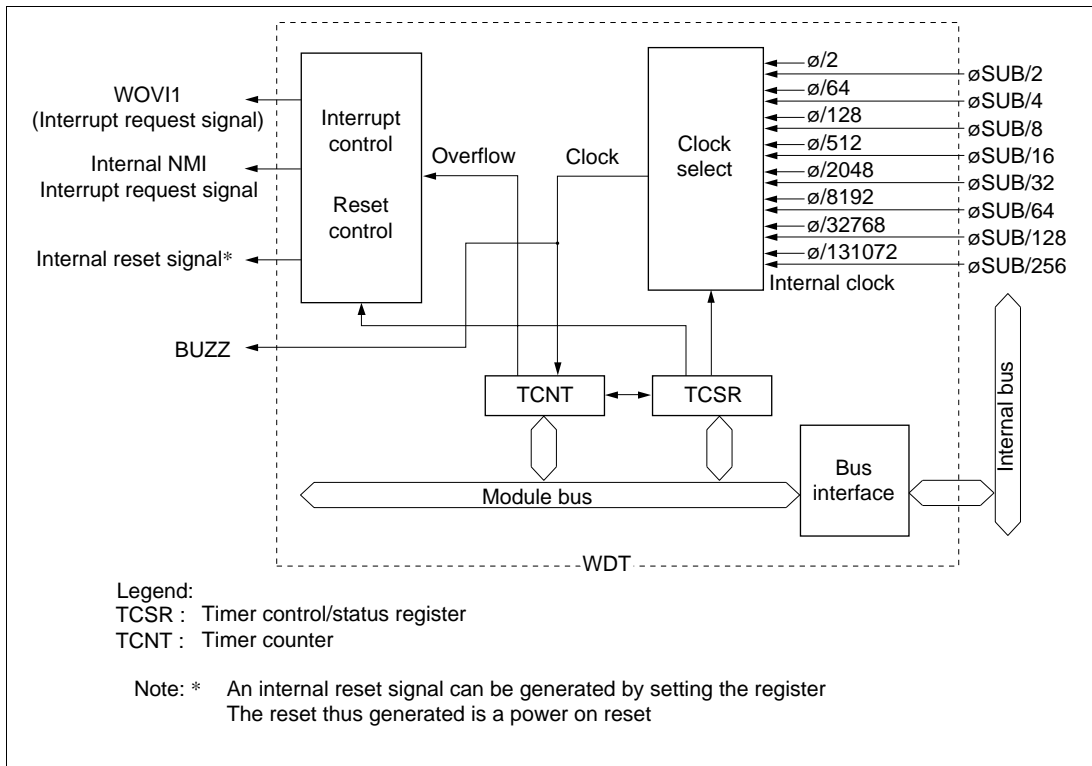 WOVI1
(Interrupt request signal)
Internal NMI
Interrupt request signal
Internal reset signal*
BUZZ
Interrupt
control
Reset
control
Overflow
Clock
Clock
select
ø/2
ø/64
ø/128
ø/512
ø/2048
ø/8192
ø/32768
ø/131072
Internal clock
øSUB/2
øSUB/4
øSUB/8
øSUB/16
øSUB/32
øSUB/64
øSUB/128
øSUB/256
TCNT
TCSR
Module bus
Bus
interface
Internal bus
WDT
Legend:
TCSR : Timer control/status register
TCNT : Timer counter
Note: * An internal reset signal can be generated by setting the register
The reset thus generated is a power on reset